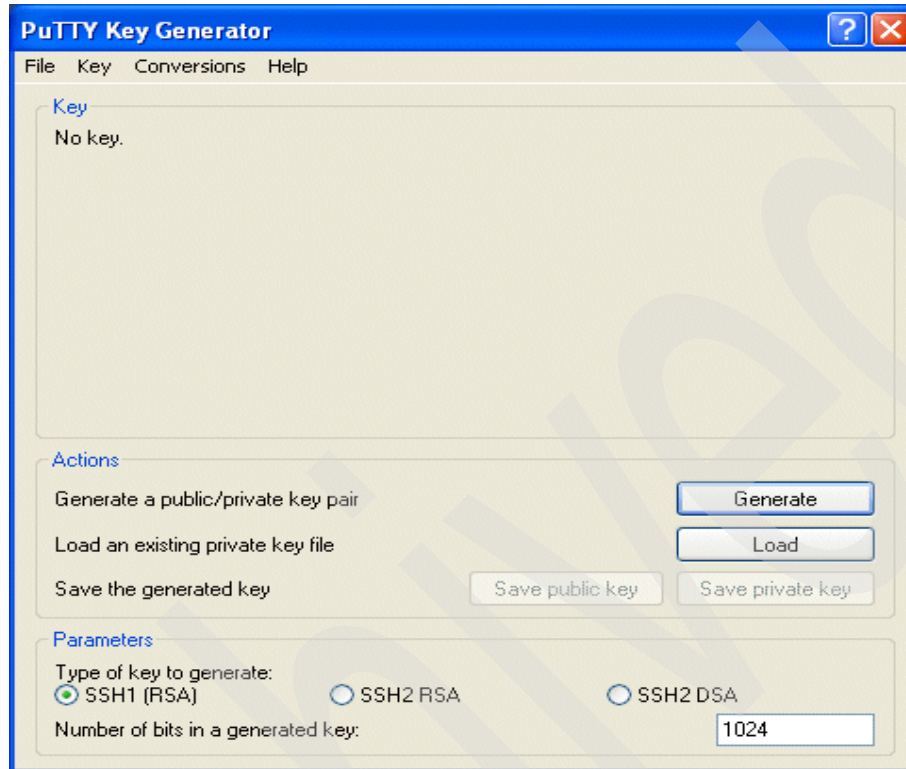 PuTTY Key Generator
File Key Conversions Help
Key
No key.
Actions
Generate a public/private key pair Generate
Load an existing private key file Load
Save the generated key Save public key Save private key
Parameters
Type of key to generate:
SSH1 (RSA) SSH2 RSA SSH2 DSA
Number of bits in a generated key: 1024